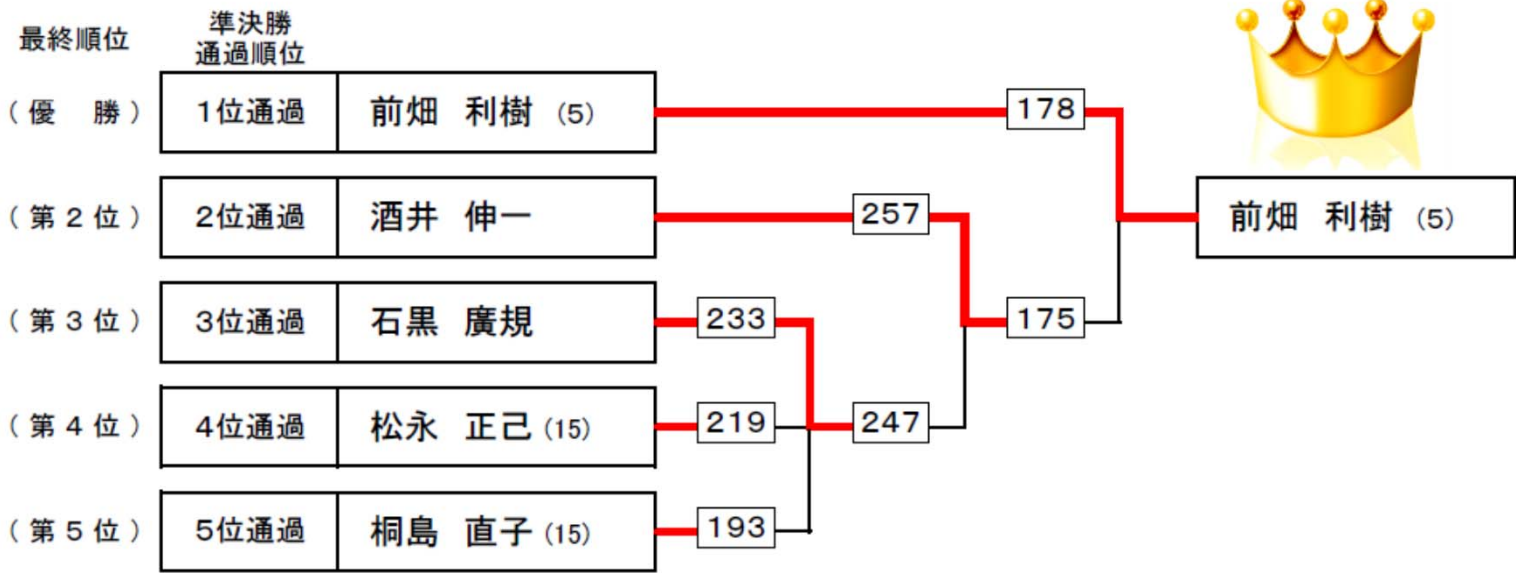 最終順位
準決勝
通過順位
(優 勝) 1位通過 前畑 利樹 (5) 178
(第2位) 2位通過 酒井 伸一 257 前畑 利樹 (5)
(第3位) 3位通過 石黒 廣規 233 175
(第4位) 4位通過 松永 正己 (15) 219 247
(第5位) 5位通過 桐島 直子 (15) 193